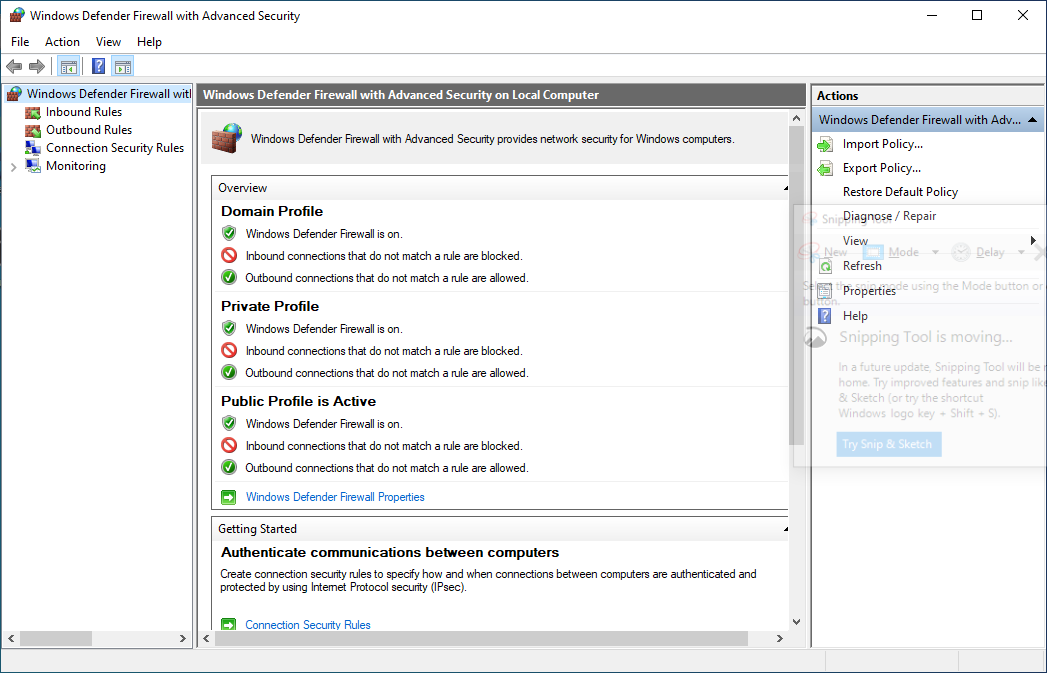 Windows Defender Firewall with Advanced Security
File Action View Help
Windows Defender Firewall wit
Inbound Rules
Outbound Rules
Connection Security Rules
Monitoring
Windows Defender Firewall with Advanced Security on Local Computer
Windows Defender Firewall with Advanced Security provides network security for Windows computers.
Overview
Domain Profile
Windows Defender Firewall is on.
Inbound connections that do not match a rule are blocked.
Outbound connections that do not match a rule are allowed.
Private Profile
Windows Defender Firewall is on.
Inbound connections that do not match a rule are blocked.
Outbound connections that do not match a rule are allowed.
Public Profile is Active
Windows Defender Firewall is on.
Inbound connections that do not match a rule are blocked.
Outbound connections that do not match a rule are allowed.
Windows Defender Firewall Properties
Getting Started
Authenticate communications between computers
Create connection security rules to specify how and when connections between computers are authenticated and
protected by using Internet Protocol security (IPsec).
Connection Security Rules
Actions
Windows Defender Firewall with Adv...
Import Policy...
Export Policy...
Restore Default Policy
Diagnose / Repair
View
Refresh
Properties
Help
Snipping
New Mode Delay
the snip mode using the Mode button or
button.
Snipping Tool is moving...
In a future update, Snipping Tool will be
home. Try improved features and snip like
& Sketch (or try the shortcut
Windows logo key + Shift + S).
Try Snip & Sketch